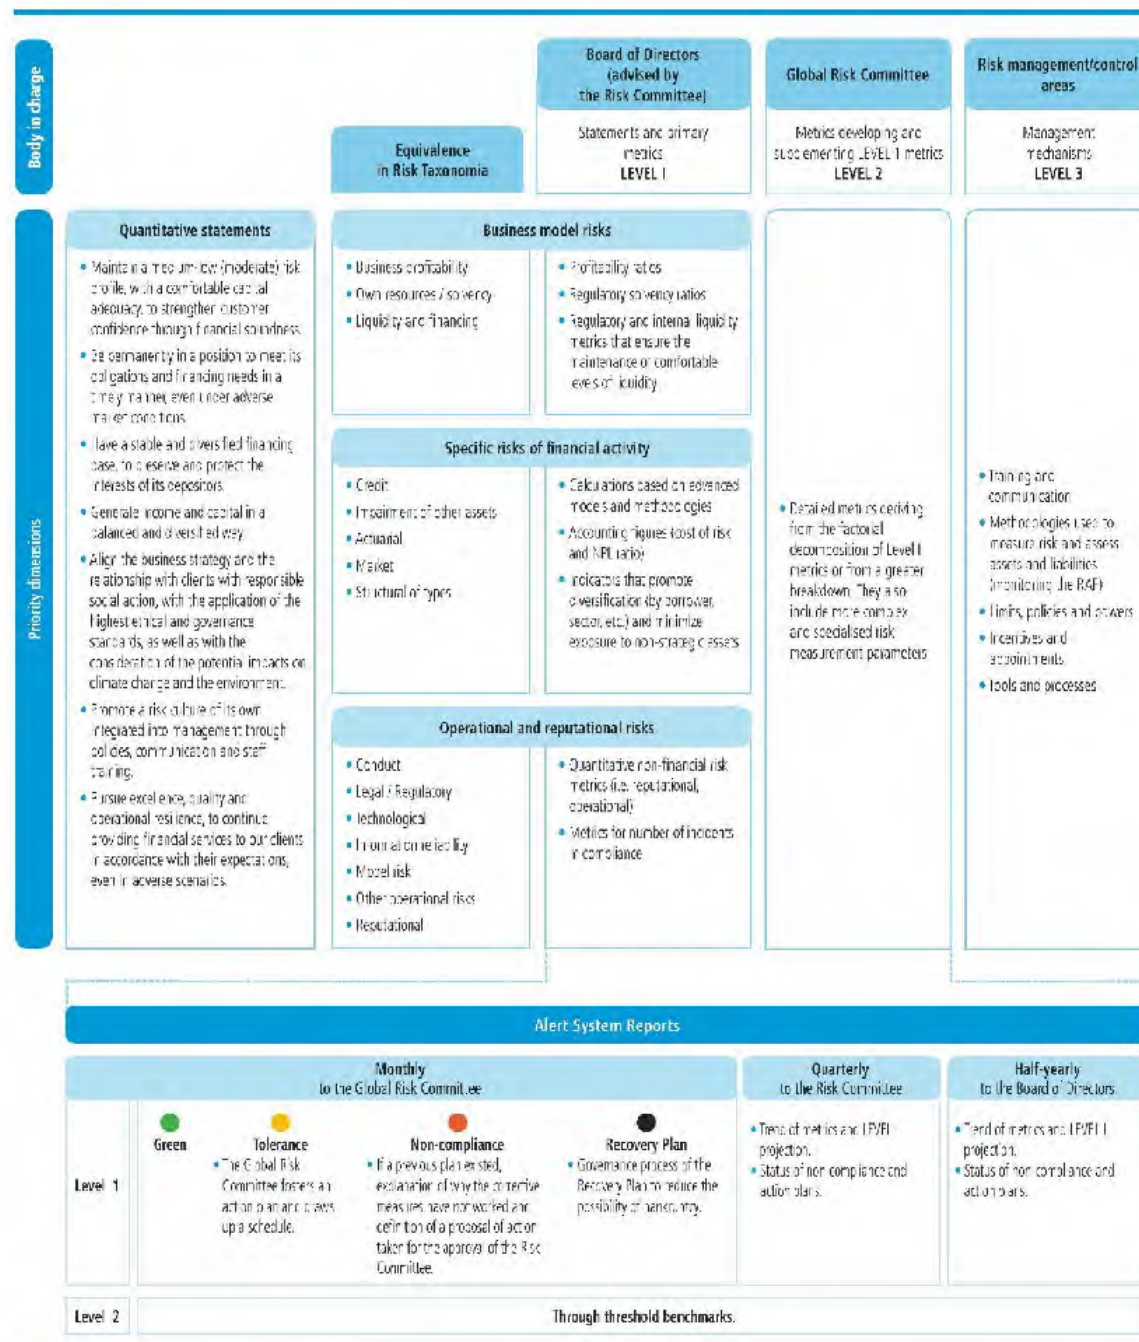 Body in charge
Equivalence
in Risk Taxonomia
Board of Directors
(advised by
the Risk Committee)
Statements and primary
metrics
LEVEL I
Global Risk Committee
Metrics developing and
supplementing LEVEL 1 metrics
LEVEL 2
Risk management/control
areas
Management
mechanisms
LEVEL 3
Priority dimensions
Quantitative statements
• Maintain a medium-low (moderate) risk
profile, with a comfortable capital
adequacy, to strengthen customer
confidence through financial soundness.
• Be permanently in a position to meet its
obligations and financing needs in a
timely manner, even under adverse
market conditions
• Have a stable and diversified financing
base, to preserve and protect the
interests of its depositors.
• Generate income and capital in a
balanced and diversified way
• Align the business strategy and the
relationship with clients with responsible
social action, with the application of the
highest ethical and governance
standards, as well as with the
consideration of the potential impacts on
climate change and the environment.
• Promote a risk culture of its own
integrated into management through
policies, communication and staff
training.
• Pursue excellence, quality and
operational resilience, to continue
providing financial services to our clients
in accordance with their expectations,
even in adverse scenarios.
Business model risks
• Business profitability
• Own resources / solvency
• Liquidity and financing
• Profitability ratios
• Regulatory solvency ratios
• Regulatory and internal liquidity
metrics that ensure the
maintenance of comfortable
levels of liquidity
Specific risks of financial activity
• Credit
• Impairment of other assets
• Actuarial
• Market
• Structural of types
• Calculations based on advanced
models and methodologies
• Accounting figures (cost of risk
and NPL ratio)
• Indicators that promote
diversification (by borrower,
sector, etc.) and minimize
exposure to non-strategic assets
Operational and reputational risks
• Conduct
• Legal / Regulatory
• Technological
• Information reliability
• Model risk
• Other operational risks
• Reputational
• Quantitative non-financial risk
metrics (i.e. reputational,
operational)
• Metrics for number of incidents
in compliance
• Detailed metrics deriving
from the factorial
decomposition of Level I
metrics or from a greater
breakdown. They also
include more complex
and specialised risk
measurement parameters
• Training and
communication
• Methodologies used to
measure risk and assess
assets and liabilities
(monitoring the RAF)
• Limits, policies and powers
• Incentives and
appointments
• Tools and processes
Alert System Reports
Monthly
to the Global Risk Committee
Quarterly
to the Risk Committee
Half-yearly
to the Board of Directors
Level 1
Green
Tolerance
• The Global Risk
Committee fosters an
action plan and draws
up a schedule.
Non-compliance
• If a previous plan existed,
explanation of why the corrective
measures have not worked and
definition of a proposal of action
taken for the approval of the Risk
Committee.
Recovery Plan
• Governance process of the
Recovery Plan to reduce the
possibility of bankruptcy.
• Trend of metrics and LEVEL
projection.
• Status of non compliance and
action plans.
• Trend of metrics and LEVEL 1
projection.
• Status of non compliance and
action plans.
Level 2
Through threshold benchmarks.